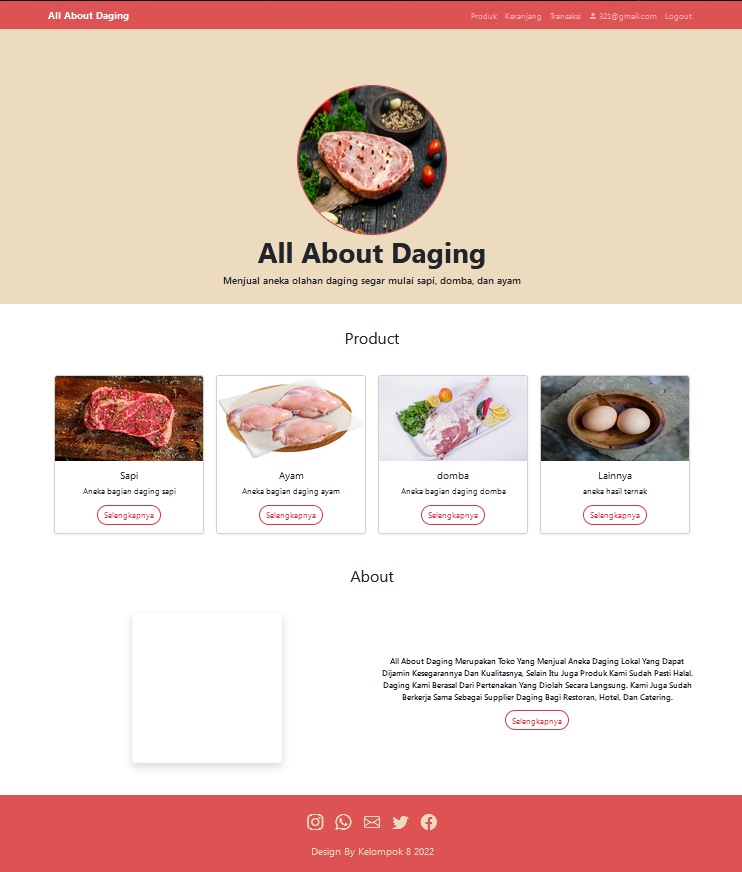 All About Daging
Produk Keranjang Transaksi 321@gmail.com Logout
All About Daging
Menjual aneka olahan daging segar mulai sapi, domba, dan ayam
Product
Sapi
Aneka bagian daging sapi
Selengkapnya
Ayam
Aneka bagian daging ayam
Selengkapnya
domba
Aneka bagian daging domba
Selengkapnya
Lainnya
aneka hasil ternak
Selengkapnya
About
All About Daging Merupakan Toko Yang Menjual Aneka Daging Lokal Yang Dapat
Dijamin Kesegarannya Dan Kualitasnya, Selain Itu Juga Produk Kami Sudah Pasti Halal.
Daging Kami Berasal Dari Pertenakan Yang Diolah Secara Langsung. Kami Juga Sudah
Berkerja Sama Sebagai Supplier Daging Bagi Restoran, Hotel, Dan Catering.
Selengkapnya
Design By Kelompok 8 2022